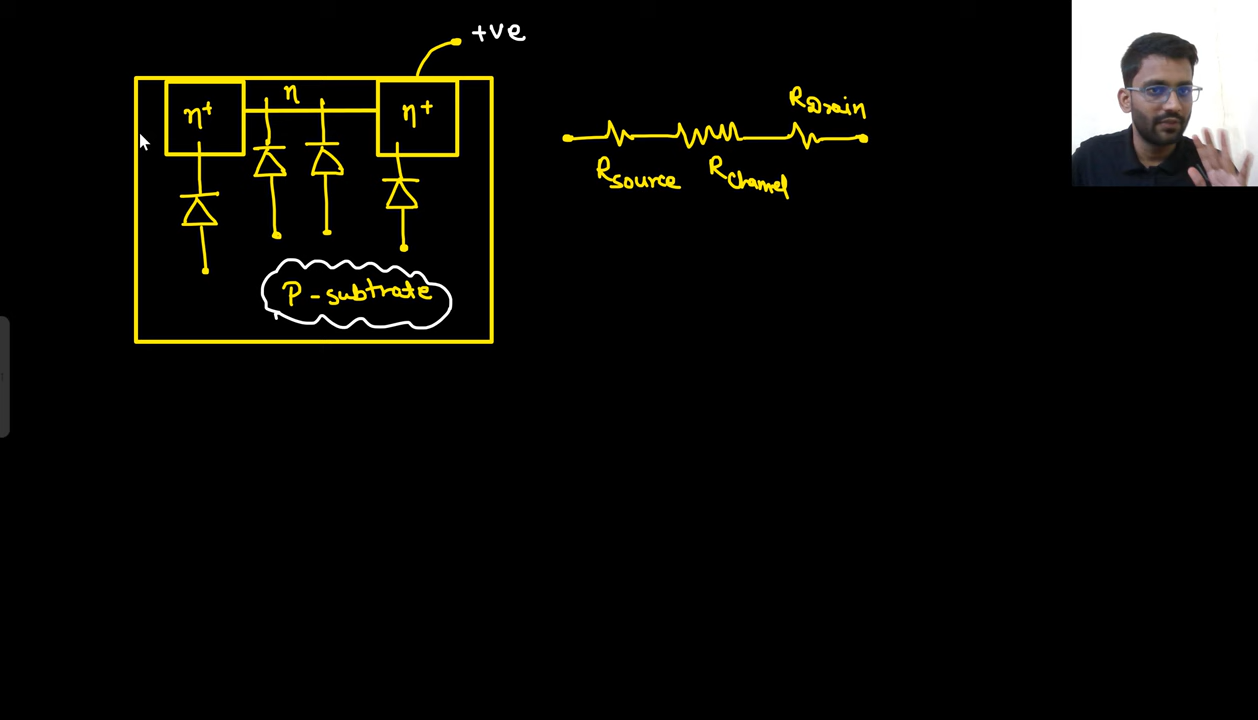 +ve
n+
n
n+
P-subtrate
RDrain
Rsource
Rchannel